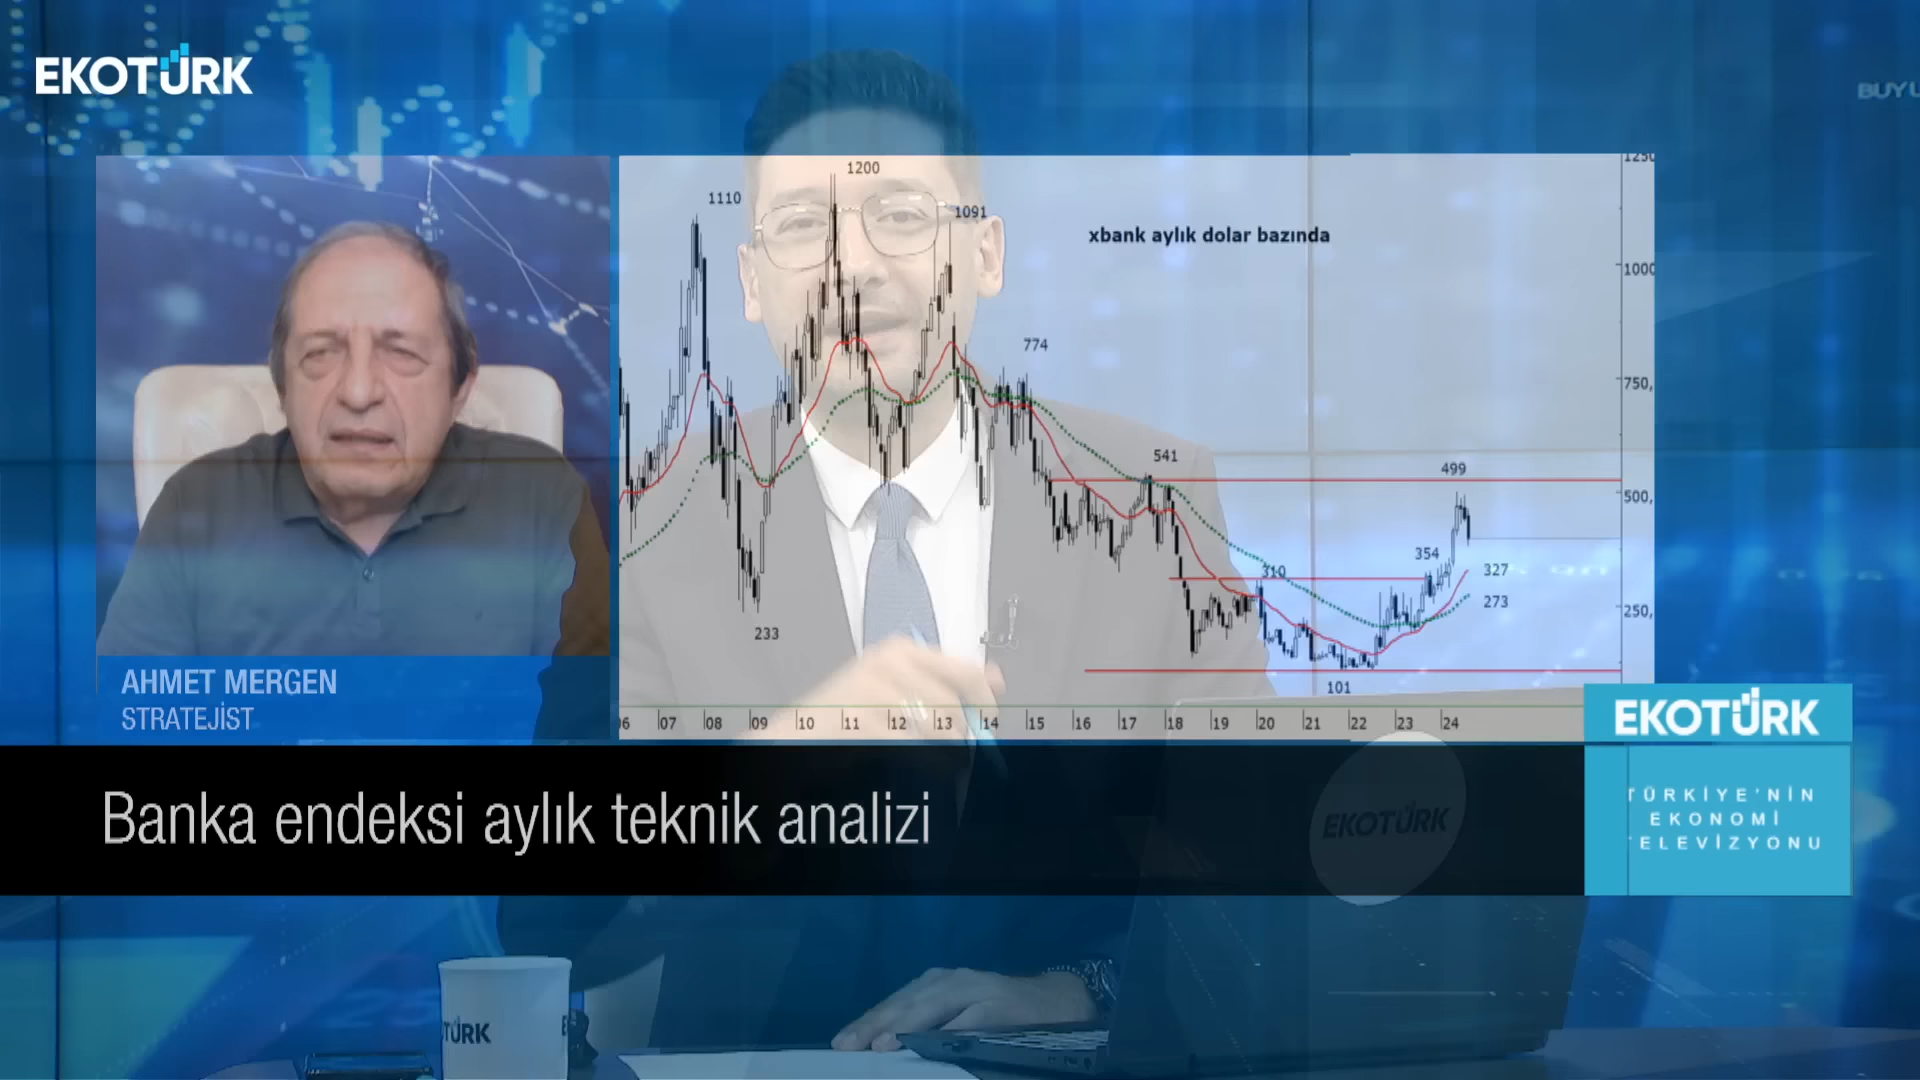 EKOTÜRK
BUYU
1200
1110
1091
xbank aylık dolar bazında
774
541
499
354
310
327
273
233
101
1250
1000
750,
500,
250,
06 07 08 09 10 11 12 13 14 15 16 17 18 19 20 21 22 23 24
AHMET MERGEN
STRATEJİST
EKOTÜRK
Banka endeksi aylık teknik analizi
TÜRKİYE'NİN
EKONOMİ
TELEVİZYONU
EKOTÜRK
TÜRK